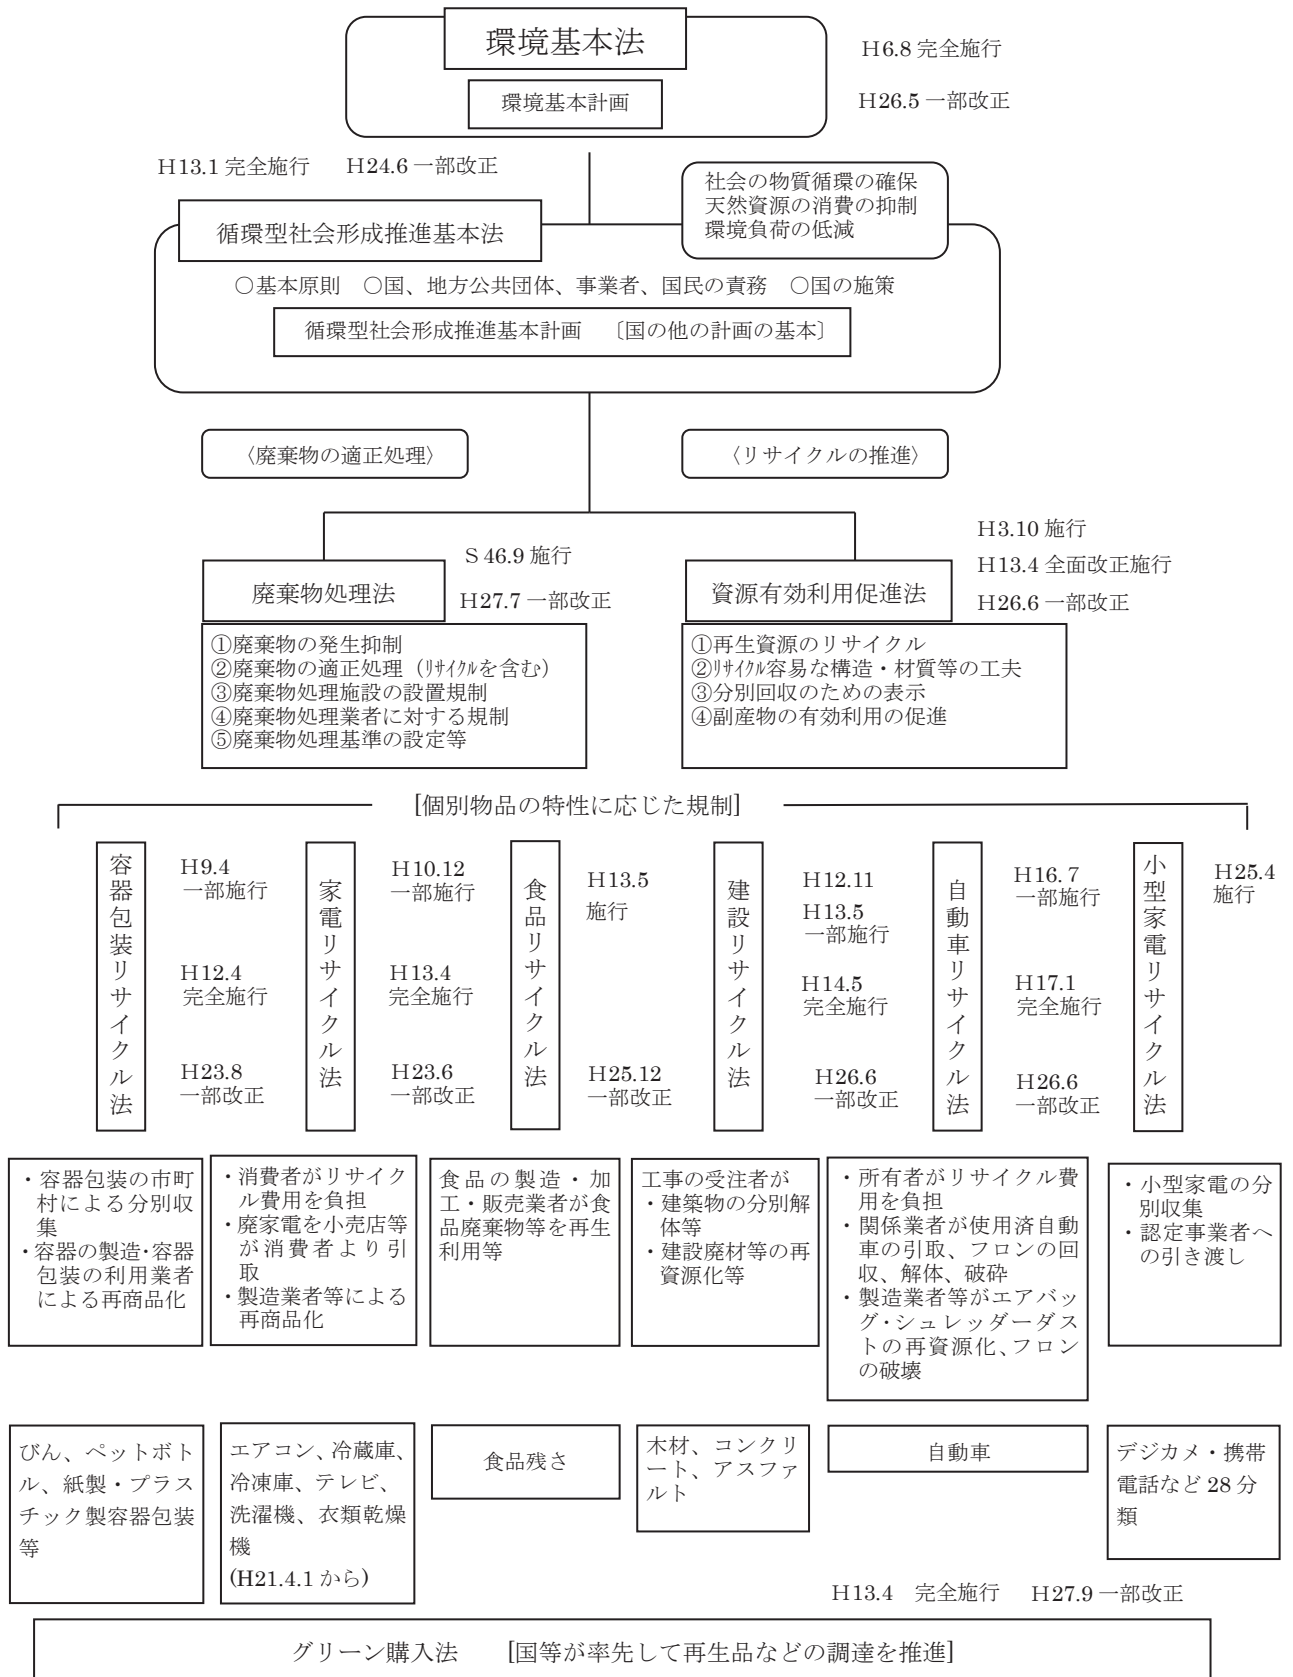 環境基本法
H6.8 完全施行
環境基本計画
H26.5 一部改正
H13.1 完全施行 H24.6 一部改正
社会の物質循環の確保
天然資源の消費の抑制
環境負荷の低減
循環型社会形成推進基本法
○基本原則 ○国、地方公共団体、事業者、国民の責務 ○国の施策
循環型社会形成推進基本計画 〔国の他の計画の基本〕
〈廃棄物の適正処理〉
〈リサイクルの推進〉
S46.9 施行
廃棄物処理法
H27.7 一部改正
H3.10 施行
H13.4 全面改正施行
資源有効利用促進法
H26.6 一部改正
①廃棄物の発生抑制
②廃棄物の適正処理（ﾘｻｲｸﾙを含む）
③廃棄物処理施設の設置規制
④廃棄物処理業者に対する規制
⑤廃棄物処理基準の設定等
①再生資源のリサイクル
②ﾘｻｲｸﾙ容易な構造・材質等の工夫
③分別回収のための表示
④副産物の有効利用の促進
[個別物品の特性に応じた規制]
容器包装リサイクル法
H9.4
一部施行
H12.4
完全施行
H23.8
一部改正
家電リサイクル法
H10.12
一部施行
H13.4
完全施行
H23.6
一部改正
食品リサイクル法
H13.5
施行
H25.12
一部改正
建設リサイクル法
H12.11
H13.5
一部施行
H14.5
完全施行
H26.6
一部改正
自動車リサイクル法
H16.7
一部施行
H17.1
完全施行
H26.6
一部改正
小型家電リサイクル法
H25.4
施行
・容器包装の市町
村による分別収
集
・容器の製造・容器
包装の利用業者
による再商品化
・消費者がリサイク
ル費用を負担
・廃家電を小売店等
が消費者より引
取
・製造業者等による
再商品化
食品の製造・加
工・販売業者が食
品廃棄物等を再生
利用等
工事の受注者が
・建築物の分別解
体等
・建設廃材等の再
資源化等
・所有者がリサイクル費
用を負担
・関係業者が使用済自動
車の引取、フロンの回
収、解体、破砕
・製造業者等がエアバッ
グ・シュレッダーダス
トの再資源化、フロン
の破壊
・小型家電の分
別収集
・認定事業者へ
の引き渡し
びん、ペットボト
ル、紙製・プラス
チック製容器包装
等
エアコン、冷蔵庫、
冷凍庫、テレビ、
洗濯機、衣類乾燥
機
(H21.4.1 から)
食品残さ
木材、コンクリ
ート、アスファ
ルト
自動車
デジカメ・携帯
電話など 28 分
類
H13.4 完全施行 H27.9 一部改正
グリーン購入法 [国等が率先して再生品などの調達を推進]